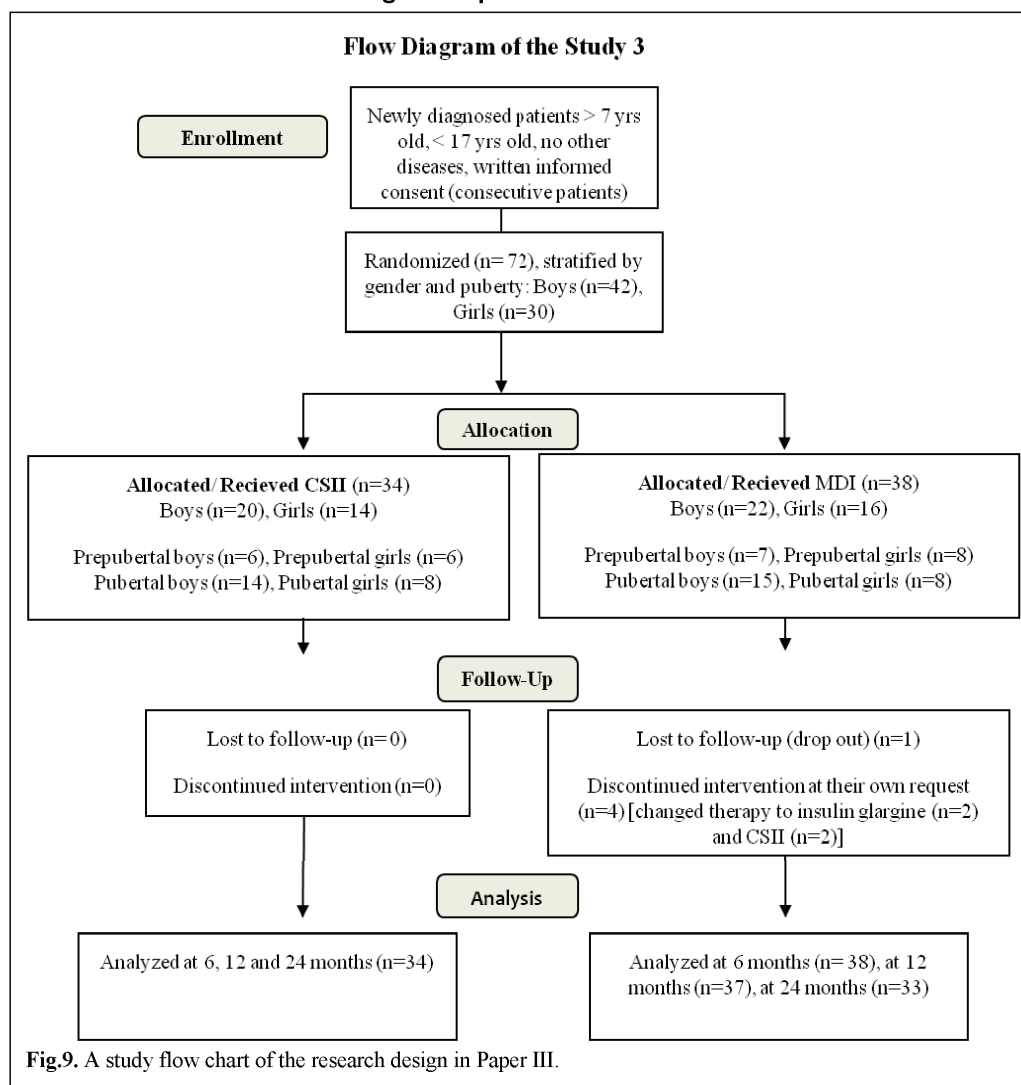 Flow Diagram of the Study 3
Enrollment
Newly diagnosed patients > 7 yrs
old, < 17 yrs old, no other
diseases, written informed
consent (consecutive patients)
Randomized (n= 72), stratified by
gender and puberty: Boys (n=42),
Girls (n=30)
Allocation
Allocated/ Recieved CSII (n=34)
Boys (n=20), Girls (n=14)
Prepubertal boys (n=6), Prepubertal girls (n=6)
Pubertal boys (n=14), Pubertal girls (n=8)
Allocated/ Recieved MDI (n=38)
Boys (n=22), Girls (n=16)
Prepubertal boys (n=7), Prepubertal girls (n=8)
Pubertal boys (n=15), Pubertal girls (n=8)
Follow-Up
Lost to follow-up (n= 0)
Discontinued intervention (n=0)
Lost to follow-up (drop out) (n=1)
Discontinued intervention at their own request
(n=4) [changed therapy to insulin glargine (n=2)
and CSII (n=2)]
Analysis
Analyzed at 6, 12 and 24 months (n=34)
Analyzed at 6 months (n= 38), at 12
months (n=37), at 24 months (n=33)
Fig.9. A study flow chart of the research design in Paper III.